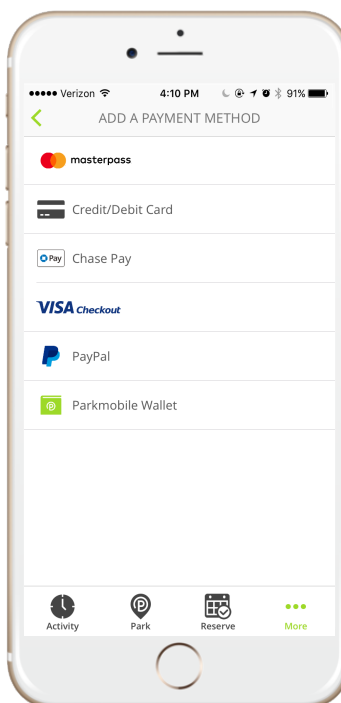 Verizon 4:10 PM 91%
ADD A PAYMENT METHOD
masterpass
Credit/Debit Card
Pay Chase Pay
VISA Checkout
PayPal
Parkmobile Wallet
Activity Park Reserve More